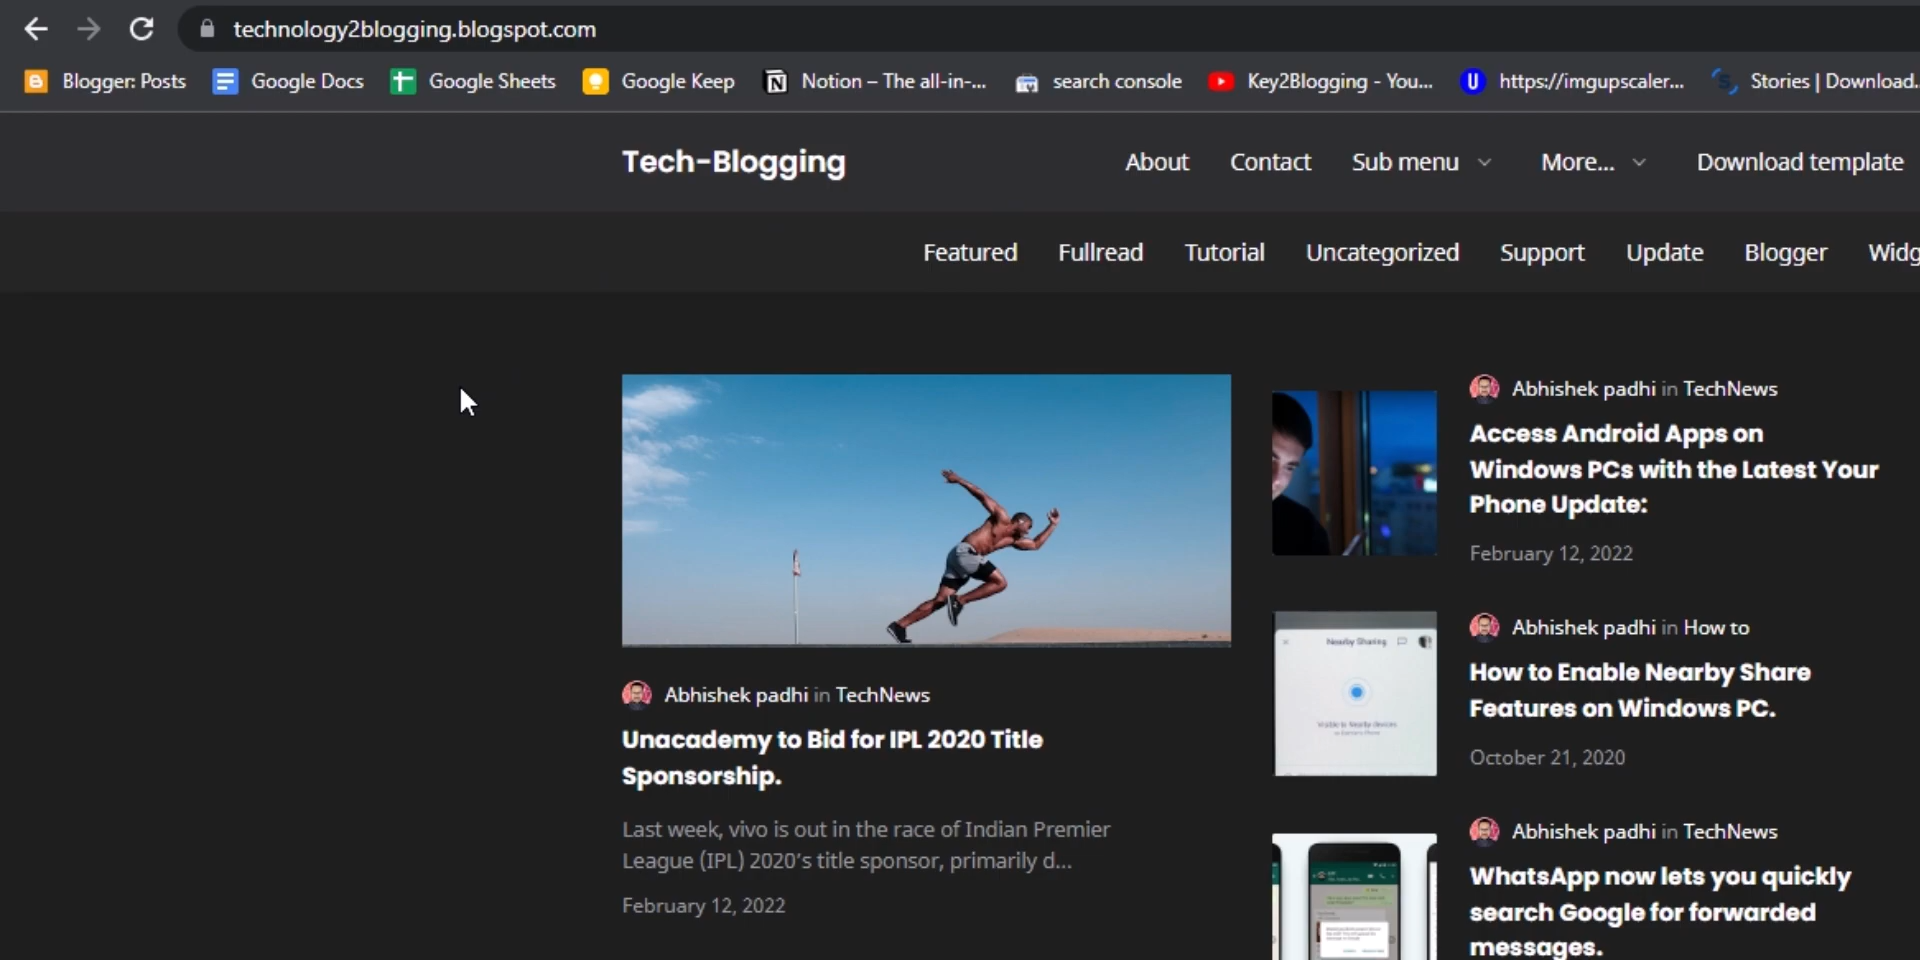 technology2blogging.blogspot.com
Blogger: Posts
Google Docs
Google Sheets
Google Keep
Notion – The all-in-...
search console
Key2Blogging - You...
https://imgupscaler...
Stories | Download..
Tech-Blogging
About
Contact
Sub menu
More...
Download template
Featured
Fullread
Tutorial
Uncategorized
Support
Update
Blogger
Widg
Abhishek padhi in TechNews
Unacademy to Bid for IPL 2020 Title
Sponsorship.
Last week, vivo is out in the race of Indian Premier
League (IPL) 2020's title sponsor, primarily d...
February 12, 2022
Abhishek padhi in TechNews
Access Android Apps on
Windows PCs with the Latest Your
Phone Update:
February 12, 2022
Nearby Sharing
Visible to Nearby devices
Abhishek padhi in How to
How to Enable Nearby Share
Features on Windows PC.
October 21, 2020
Abhishek padhi in TechNews
WhatsApp now lets you quickly
search Google for forwarded
messages.